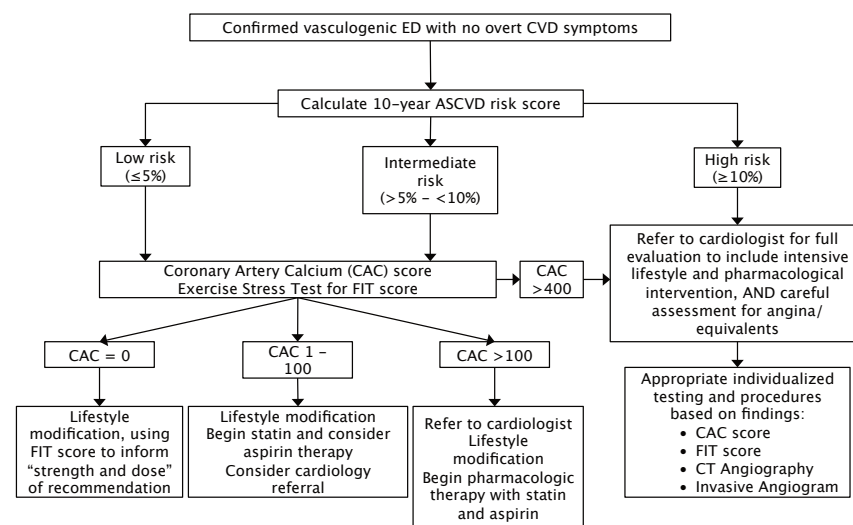 Confirmed vasculogenic ED with no overt CVD symptoms
Calculate 10-year ASCVD risk score
Low risk
(≤5%)
Intermediate
risk
(>5% – <10%)
High risk
(≥10%)
Coronary Artery Calcium (CAC) score
Exercise Stress Test for FIT score
CAC
>400
Refer to cardiologist for full
evaluation to include intensive
lifestyle and pharmacological
intervention, AND careful
assessment for angina/
equivalents
CAC = 0
CAC 1 –
100
CAC >100
Lifestyle
modification, using
FIT score to inform
“strength and dose”
of recommendation
Lifestyle modification
Begin statin and consider
aspirin therapy
Consider cardiology
referral
Refer to cardiologist
Lifestyle
modification
Begin pharmacologic
therapy with statin
and aspirin
Appropriate individualized
testing and procedures
based on findings:
• CAC score
• FIT score
• CT Angiography
• Invasive Angiogram